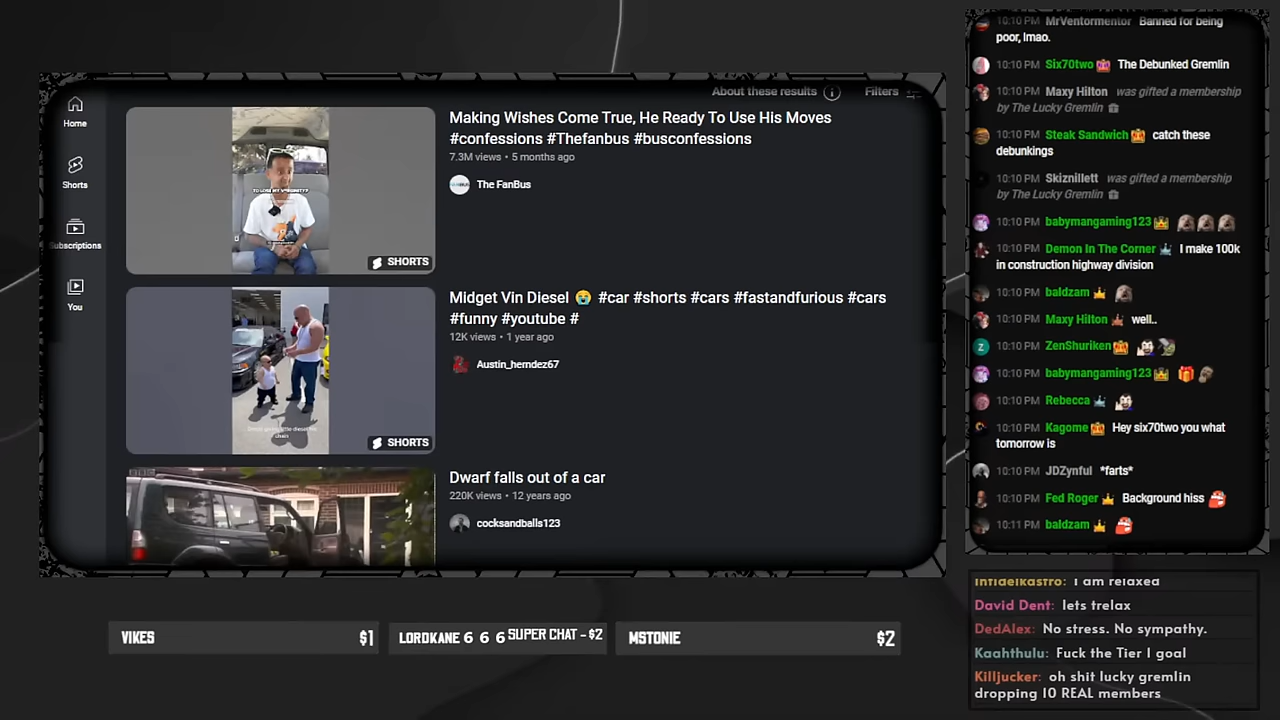 About these results
Filters
Home
Shorts
Subscriptions
You
SHORTS
Making Wishes Come True, He Ready To Use His Moves
#confessions #Thefanbus #busconfessions
7.3M views • 5 months ago
The FanBus
SHORTS
Midget Vin Diesel 😭 #car #shorts #cars #fastandfurious #cars
#funny #youtube #
12K views • 1 year ago
Austin_herndez67
BBC
Dwarf falls out of a car
220K views • 12 years ago
cocksandballs123
VIKES $1
LORDKANE 6 6 6 SUPER CHAT - $2
MSTONIE $2
10:10 PM MrVentormentor Banned for being
poor, lmao.
10:10 PM Six70two The Debunked Gremlin
10:10 PM Maxy Hilton was gifted a membership
by The Lucky Gremlin
10:10 PM Steak Sandwich catch these
debunkings
10:10 PM Skiznillett was gifted a membership
by The Lucky Gremlin
10:10 PM babymangaming123
10:10 PM Demon In The Corner I make 100k
in construction highway division
10:10 PM baldzam
10:10 PM Maxy Hilton well..
10:10 PM ZenShuriken
10:10 PM babymangaming123
10:10 PM Rebecca
10:10 PM Kagome Hey six70two you what
tomorrow is
10:10 PM JDZynful *farts*
10:10 PM Fed Roger Background hiss
10:11 PM baldzam
Infidelkastro: I am relaxed
David Dent: lets trelax
DedAlex: No stress. No sympathy.
Kaahthulu: Fuck the Tier I goal
Killjucker: oh shit lucky gremlin
dropping 10 REAL members